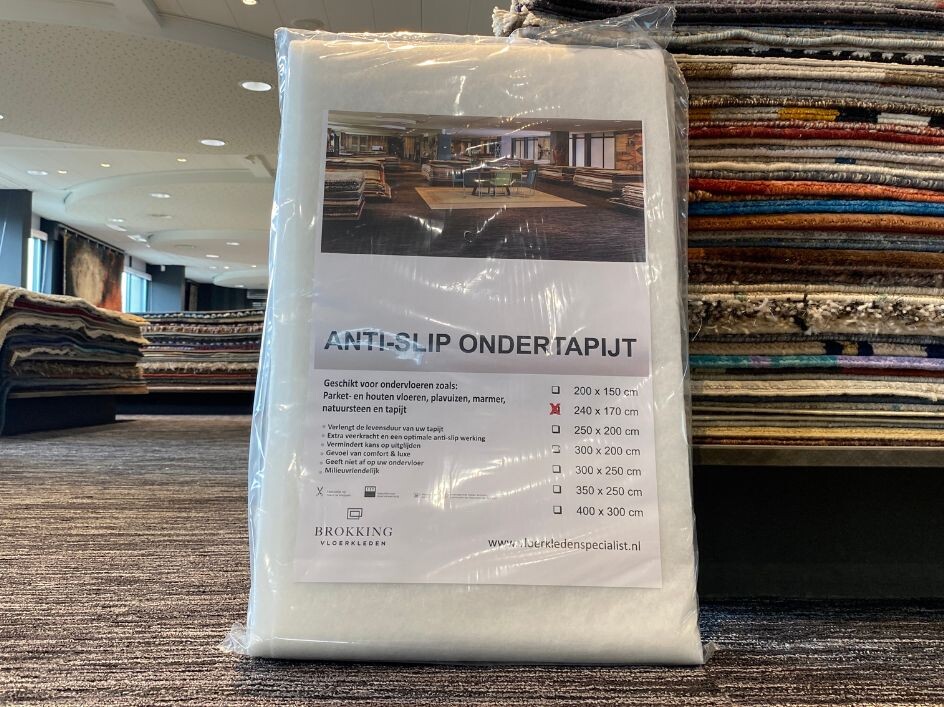 ANTI-SLIP ONDERTAPIJT
Geschikt voor ondervloeren zoals:
Parket- en houten vloeren, plavuizen, marmer,
natuursteen en tapijt
Verlengt de levensduur van uw tapijt
Extra veerkracht en een optimale anti-slip werking
Vermindert kans op uitglijden
Gevoel van comfort & luxe
Geeft niet af op uw ondervloer
Milieuvriendelijk
200 x 150 cm
240 x 170 cm
250 x 200 cm
300 x 200 cm
300 x 250 cm
350 x 250 cm
400 x 300 cm
BROKKING
VLOERKLEDEN
www.vloerkledenspecialist.nl